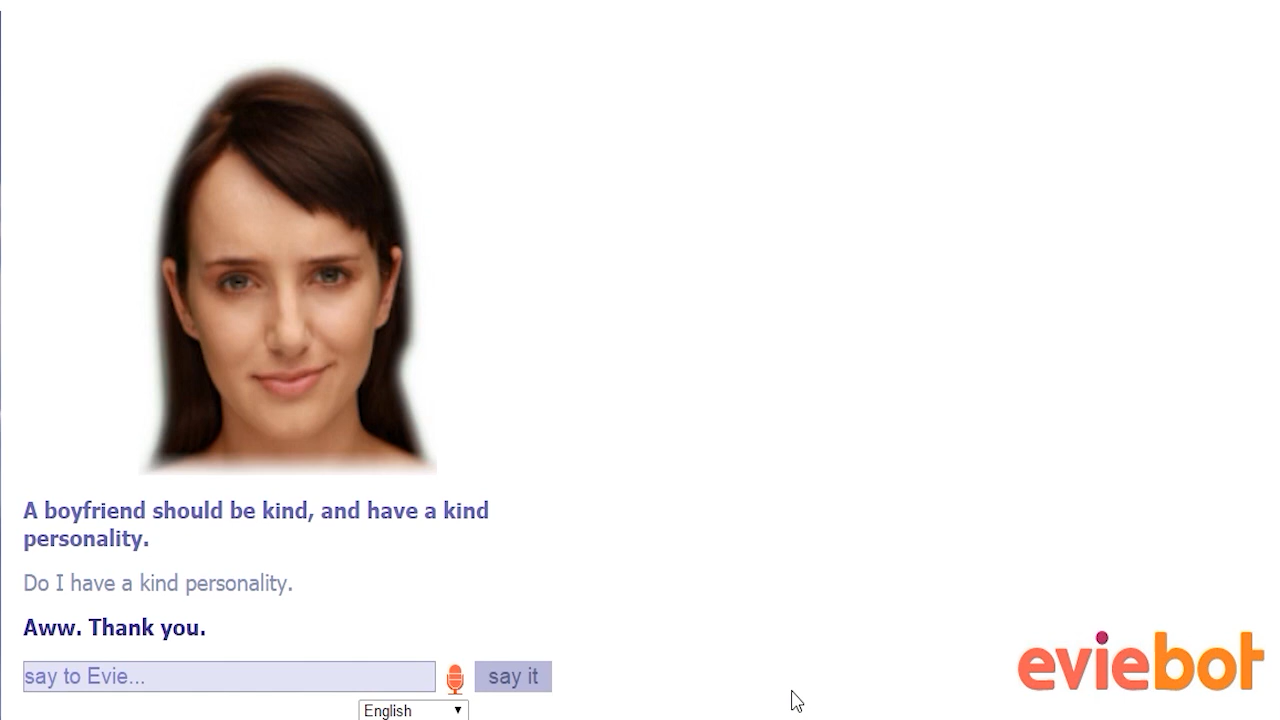 A boyfriend should be kind, and have a kind
personality.
Do I have a kind personality.
Aww. Thank you.
say to Evie...
say it
English
eviebot